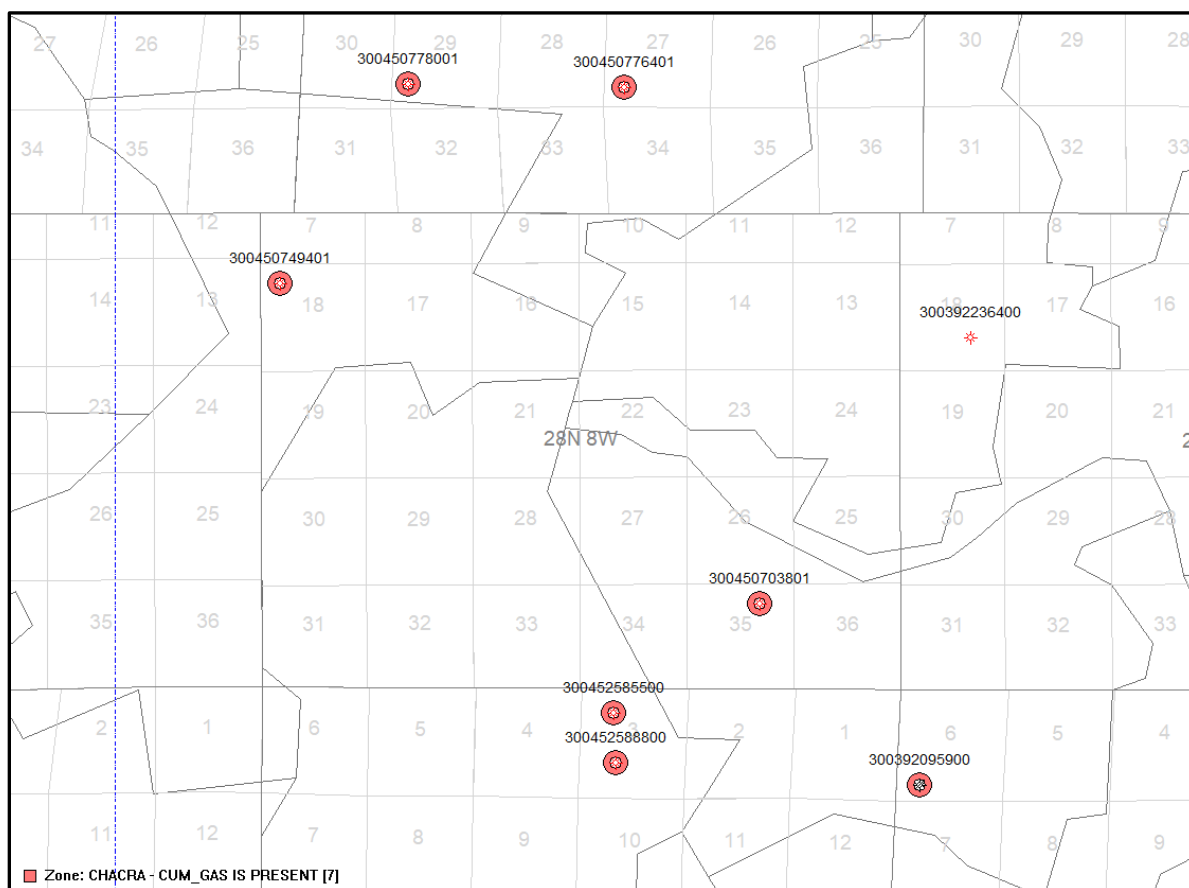 27 26 25 30 29 28 27 26 25 30 29 28
300450778001 300450776401
34 35 36 31 32 33 34 35 36 31 32 33
11 12 7 8 10 11 12 7 8 9
300450749401
14 13 18 17 16 15 14 13 18 17 16
300392236400
23 24 19 20 21 22 23 24 19 20 21
28N 8W 2
26 25 30 29 28 27 26 25 30 29 28
300450703801
35 36 31 32 33 34 35 36 31 32 33
300452585500
2 1 6 5 4 3 2 1 6 5 4
300452588800
300392095900
11 12 7 8 9 10 11 12 7 8 9
Zone: CHACRA - CUM_GAS IS PRESENT [7]